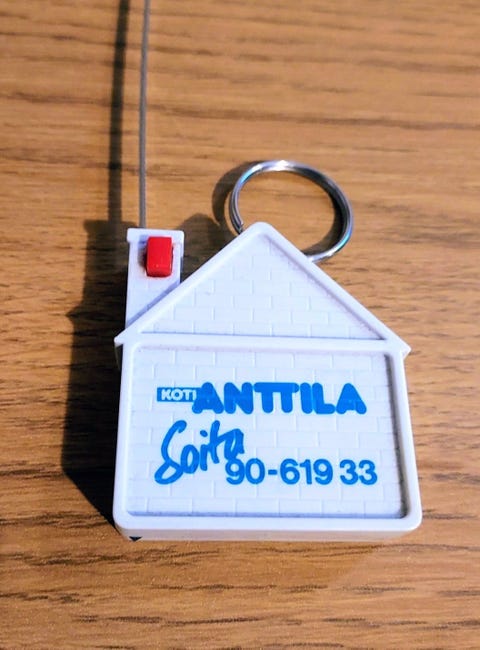 KOTI ANTTILA
Soita
90-619 33